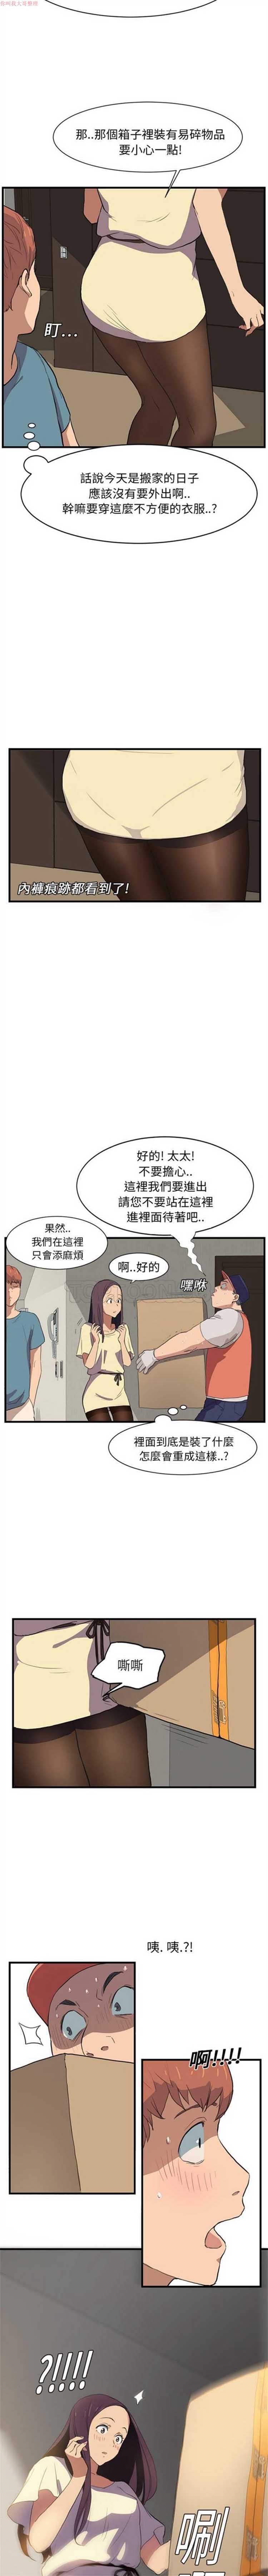 那..那個箱子裡裝有易碎物品
要小心一點!
盯...
話說今天是搬家的日子
應該沒有要外出啊..
幹嘛要穿這麼不方便的衣服..?
內褲痕跡都看到了!
好的! 太太!
不要擔心..
這裡我們要進出
請您不要站在這裡
進裡面待著吧..
果然..
我們在這裡
只會添麻煩
啊..好的
嘿咻
裡面到底是裝了什麼
怎麼會重成這樣..?
嘶嘶
咦. 咦.?!
啊!!!!
?!!!!
唰